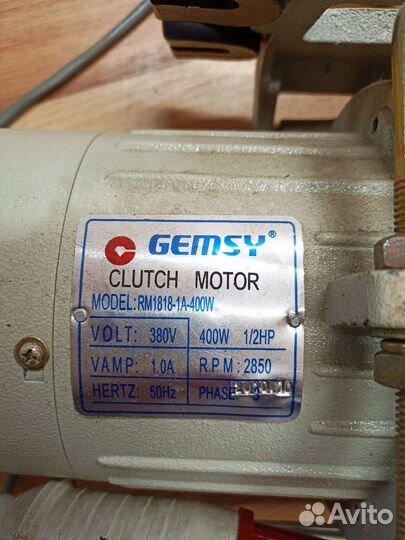 GEMSY®
CLUTCH MOTOR
MODEL:RM1818-1A-400W
VOLT: 380V 400W 1/2HP
VAMP: 1.0A R.P.M: 2850
HERTZ: 50Hz PHASE 3
Avito